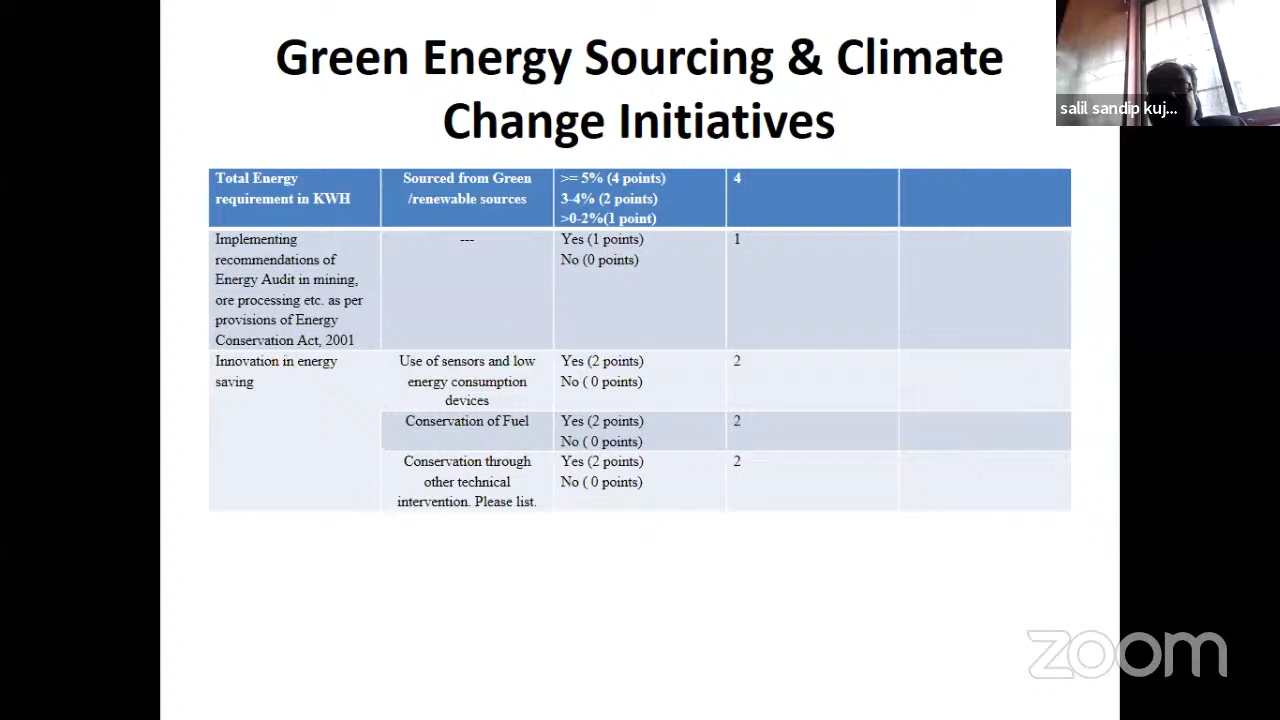 Green Energy Sourcing & Climate
Change Initiatives
salil sandip kuj...
Total Energy
requirement in KWH
Sourced from Green
/renewable sources
>= 5% (4 points)
3-4% (2 points)
>0-2%(1 point)
4
Implementing
recommendations of
Energy Audit in mining,
ore processing etc. as per
provisions of Energy
Conservation Act, 2001
---
Yes (1 points)
No (0 points)
1
Innovation in energy
saving
Use of sensors and low
energy consumption
devices
Yes (2 points)
No ( 0 points)
2
Conservation of Fuel
Yes (2 points)
No ( 0 points)
2
Conservation through
other technical
intervention. Please list.
Yes (2 points)
No ( 0 points)
2
zoom